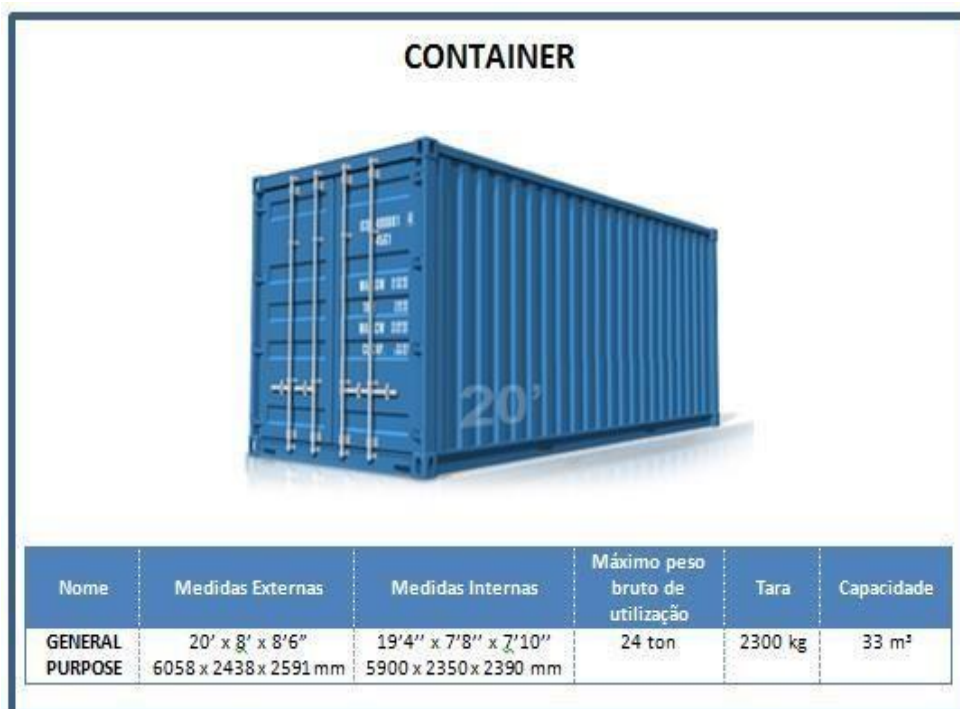 CONTAINER
20'
Nome Medidas Externas Medidas Internas Máximo peso bruto de utilização Tara Capacidade
GENERAL PURPOSE 20' x 8' x 8'6" 19'4'' x 7'8'' x 7'10'' 24 ton 2300 kg 33 m³
6058 x 2438 x 2591 mm 5900 x 2350 x 2390 mm